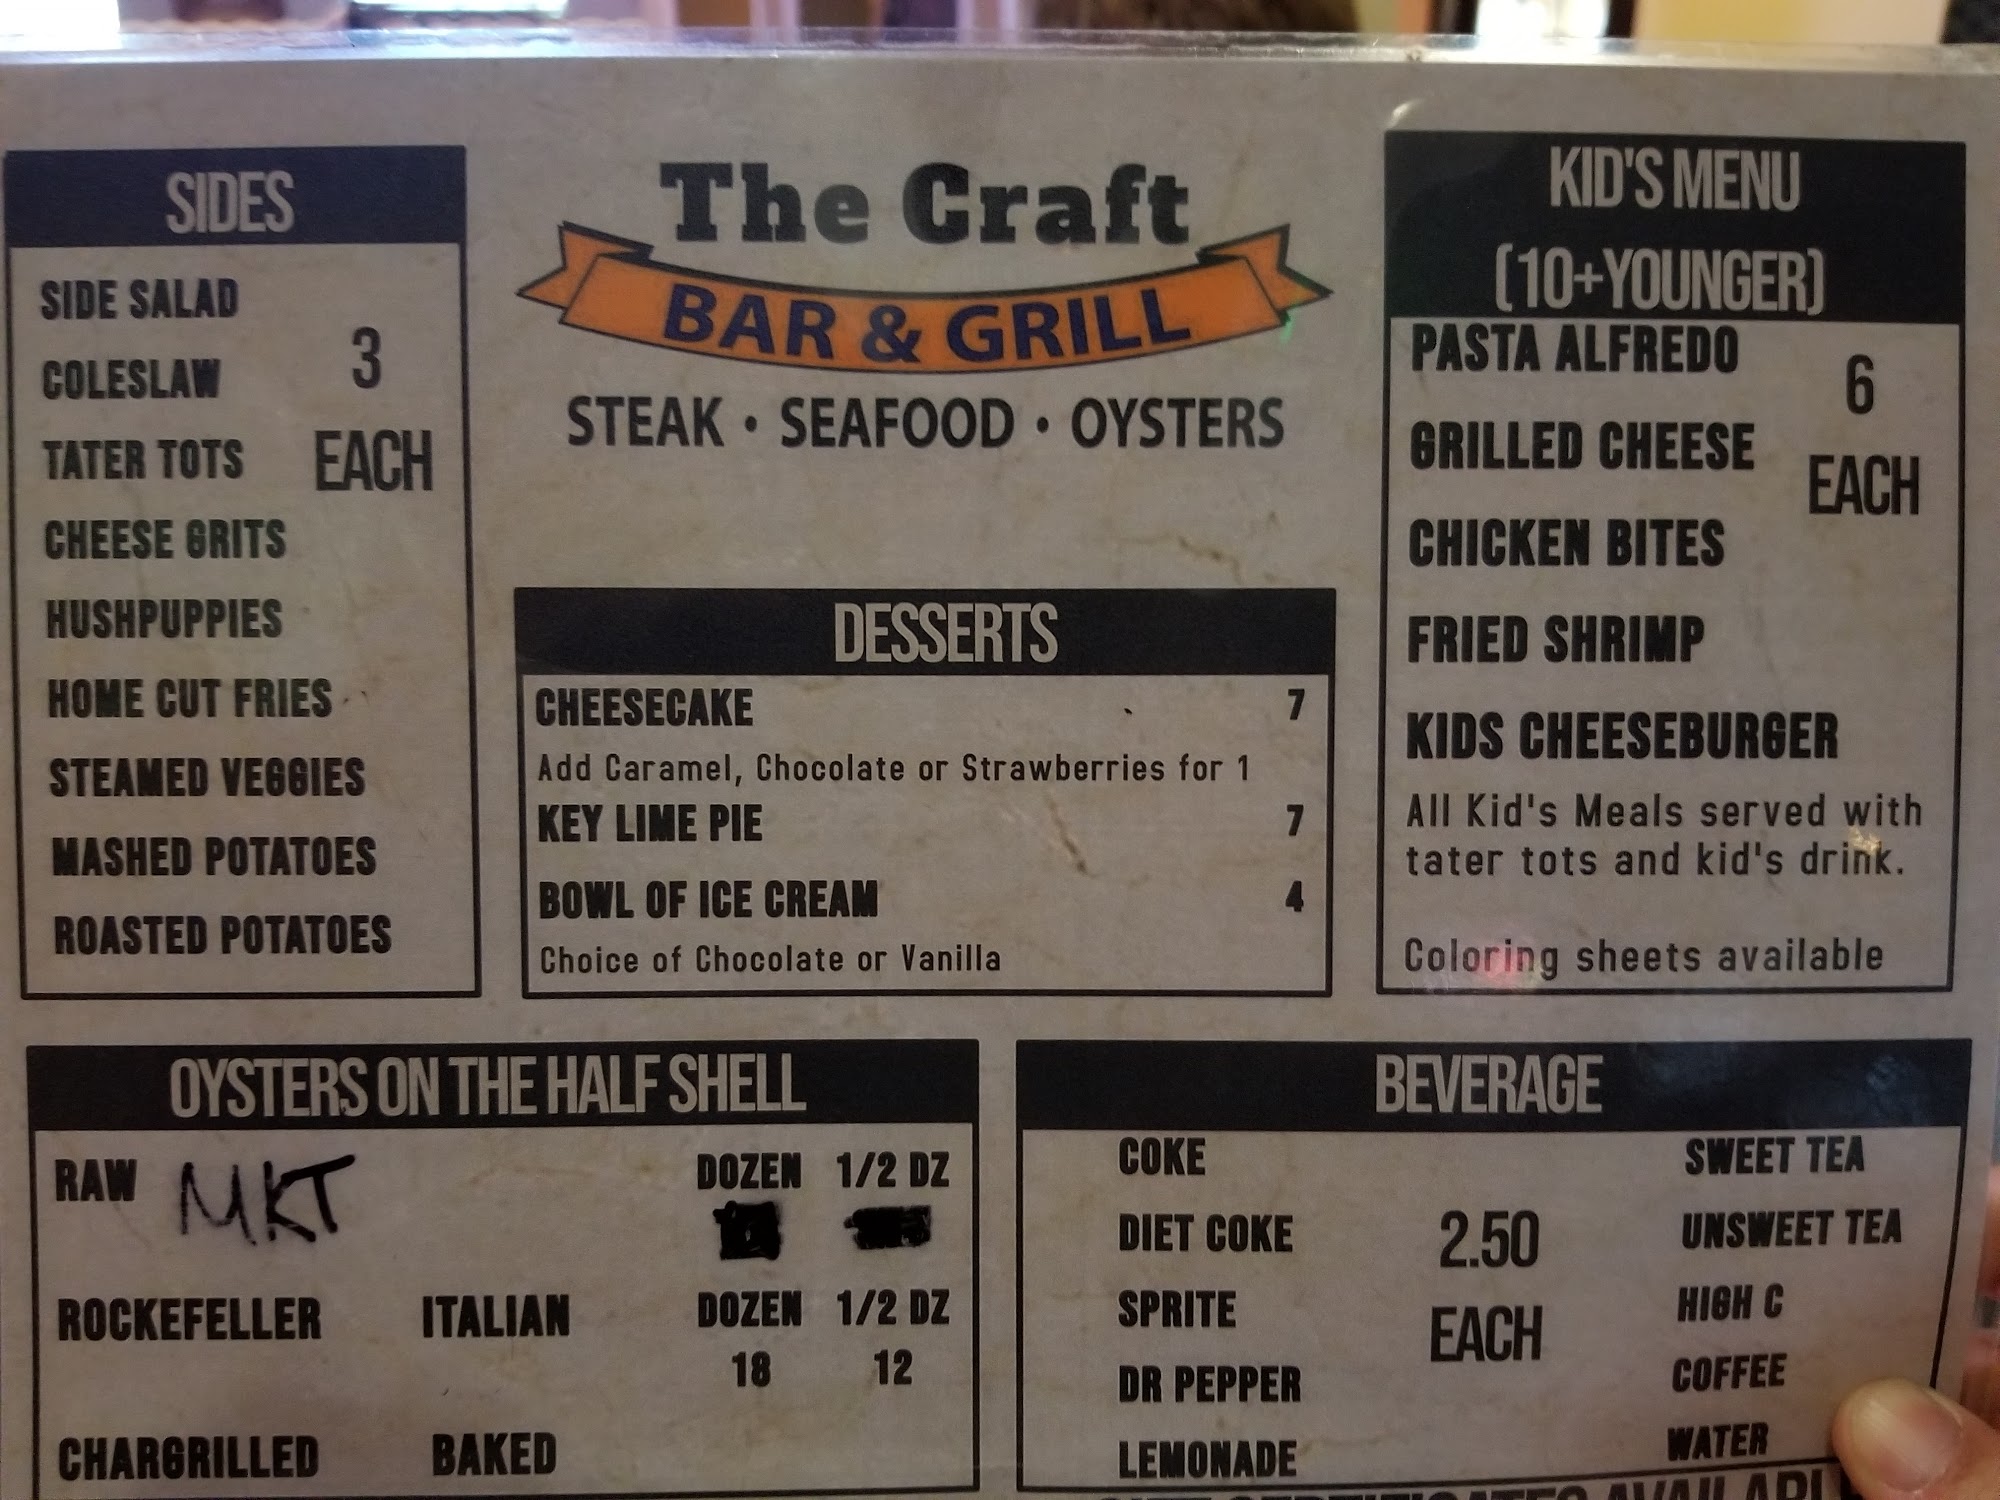 The Craft
BAR & GRILL
STEAK • SEAFOOD • OYSTERS
SIDES
SIDE SALAD
COLESLAW
TATER TOTS
CHEESE GRITS
HUSHPUPPIES
HOME CUT FRIES
STEAMED VEGGIES
MASHED POTATOES
ROASTED POTATOES
3
EACH
DESSERTS
CHEESECAKE 7
Add Caramel, Chocolate or Strawberries for 1
KEY LIME PIE 7
BOWL OF ICE CREAM 4
Choice of Chocolate or Vanilla
KID'S MENU
(10+YOUNGER)
PASTA ALFREDO
GRILLED CHEESE
CHICKEN BITES
FRIED SHRIMP
KIDS CHEESEBURGER
6
EACH
All Kid's Meals served with
tater tots and kid's drink.
Coloring sheets available
OYSTERS ON THE HALF SHELL
RAW MKT DOZEN 1/2 DZ
ROCKEFELLER ITALIAN DOZEN 1/2 DZ
18 12
CHARGRILLED BAKED
BEVERAGE
COKE
DIET COKE
SPRITE
DR PEPPER
LEMONADE
2.50
EACH
SWEET TEA
UNSWEET TEA
HIGH C
COFFEE
WATER